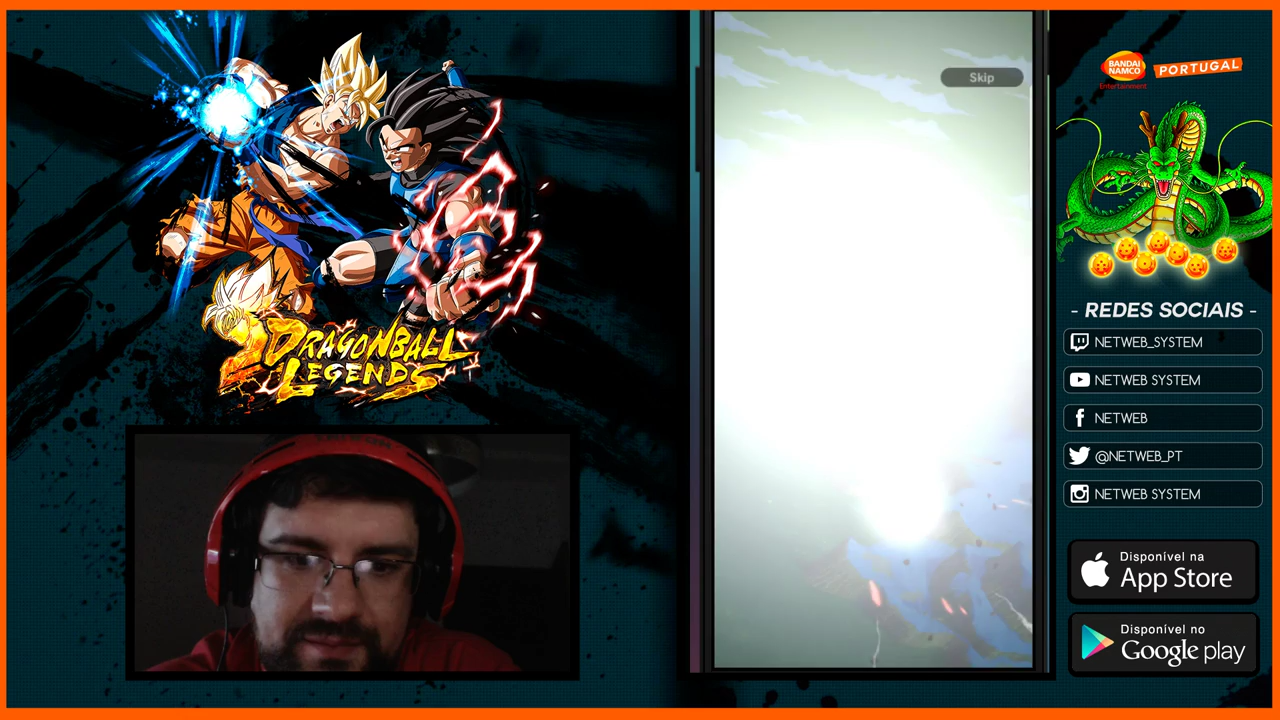 DRAGONBALL
LEGENDS
Skip
BANDAI
NAMCO
Entertainment
PORTUGAL
- REDES SOCIAIS -
NETWEB_SYSTEM
NETWEB SYSTEM
NETWEB
@NETWEB_PT
NETWEB SYSTEM
Disponível na
App Store
Disponível no
Google play